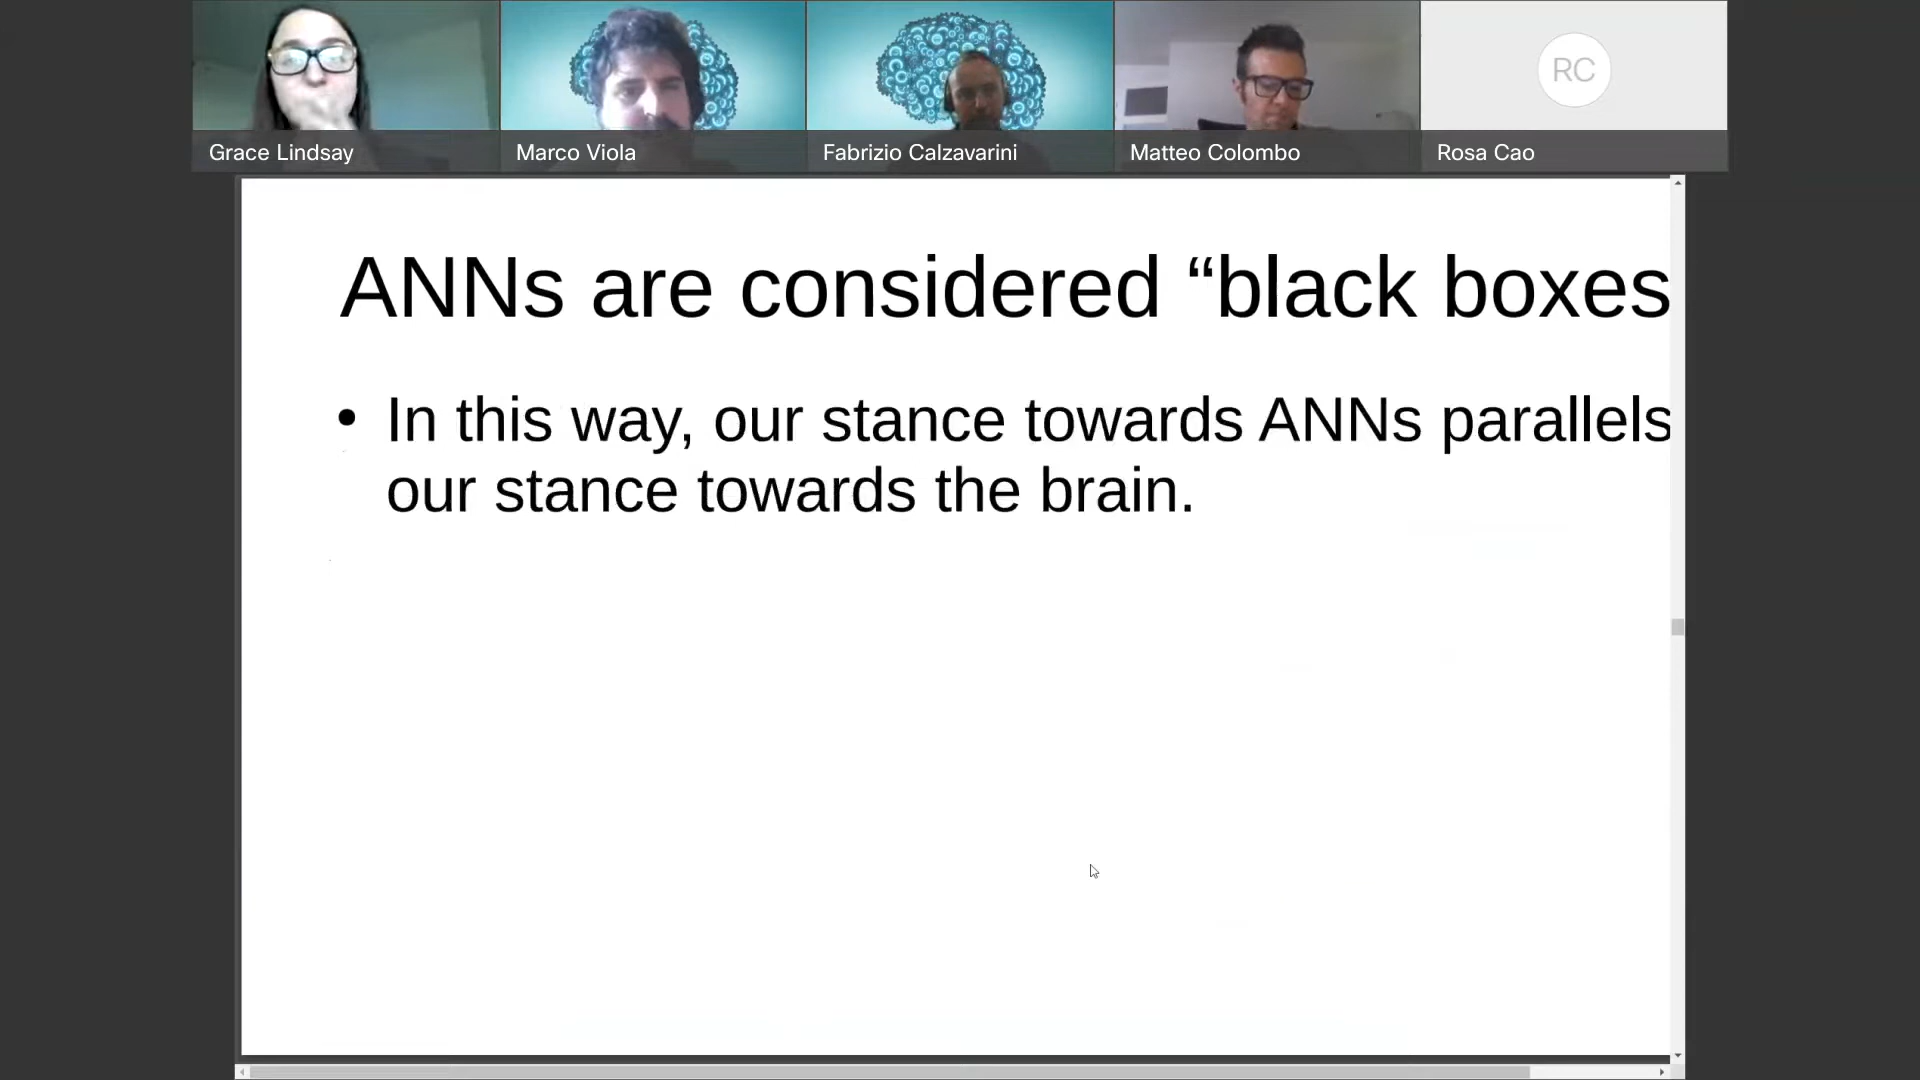 Grace Lindsay
Marco Viola
Fabrizio Calzavarini
Matteo Colombo
RC
Rosa Cao
ANNs are considered “black boxes
• In this way, our stance towards ANNs parallels
our stance towards the brain.